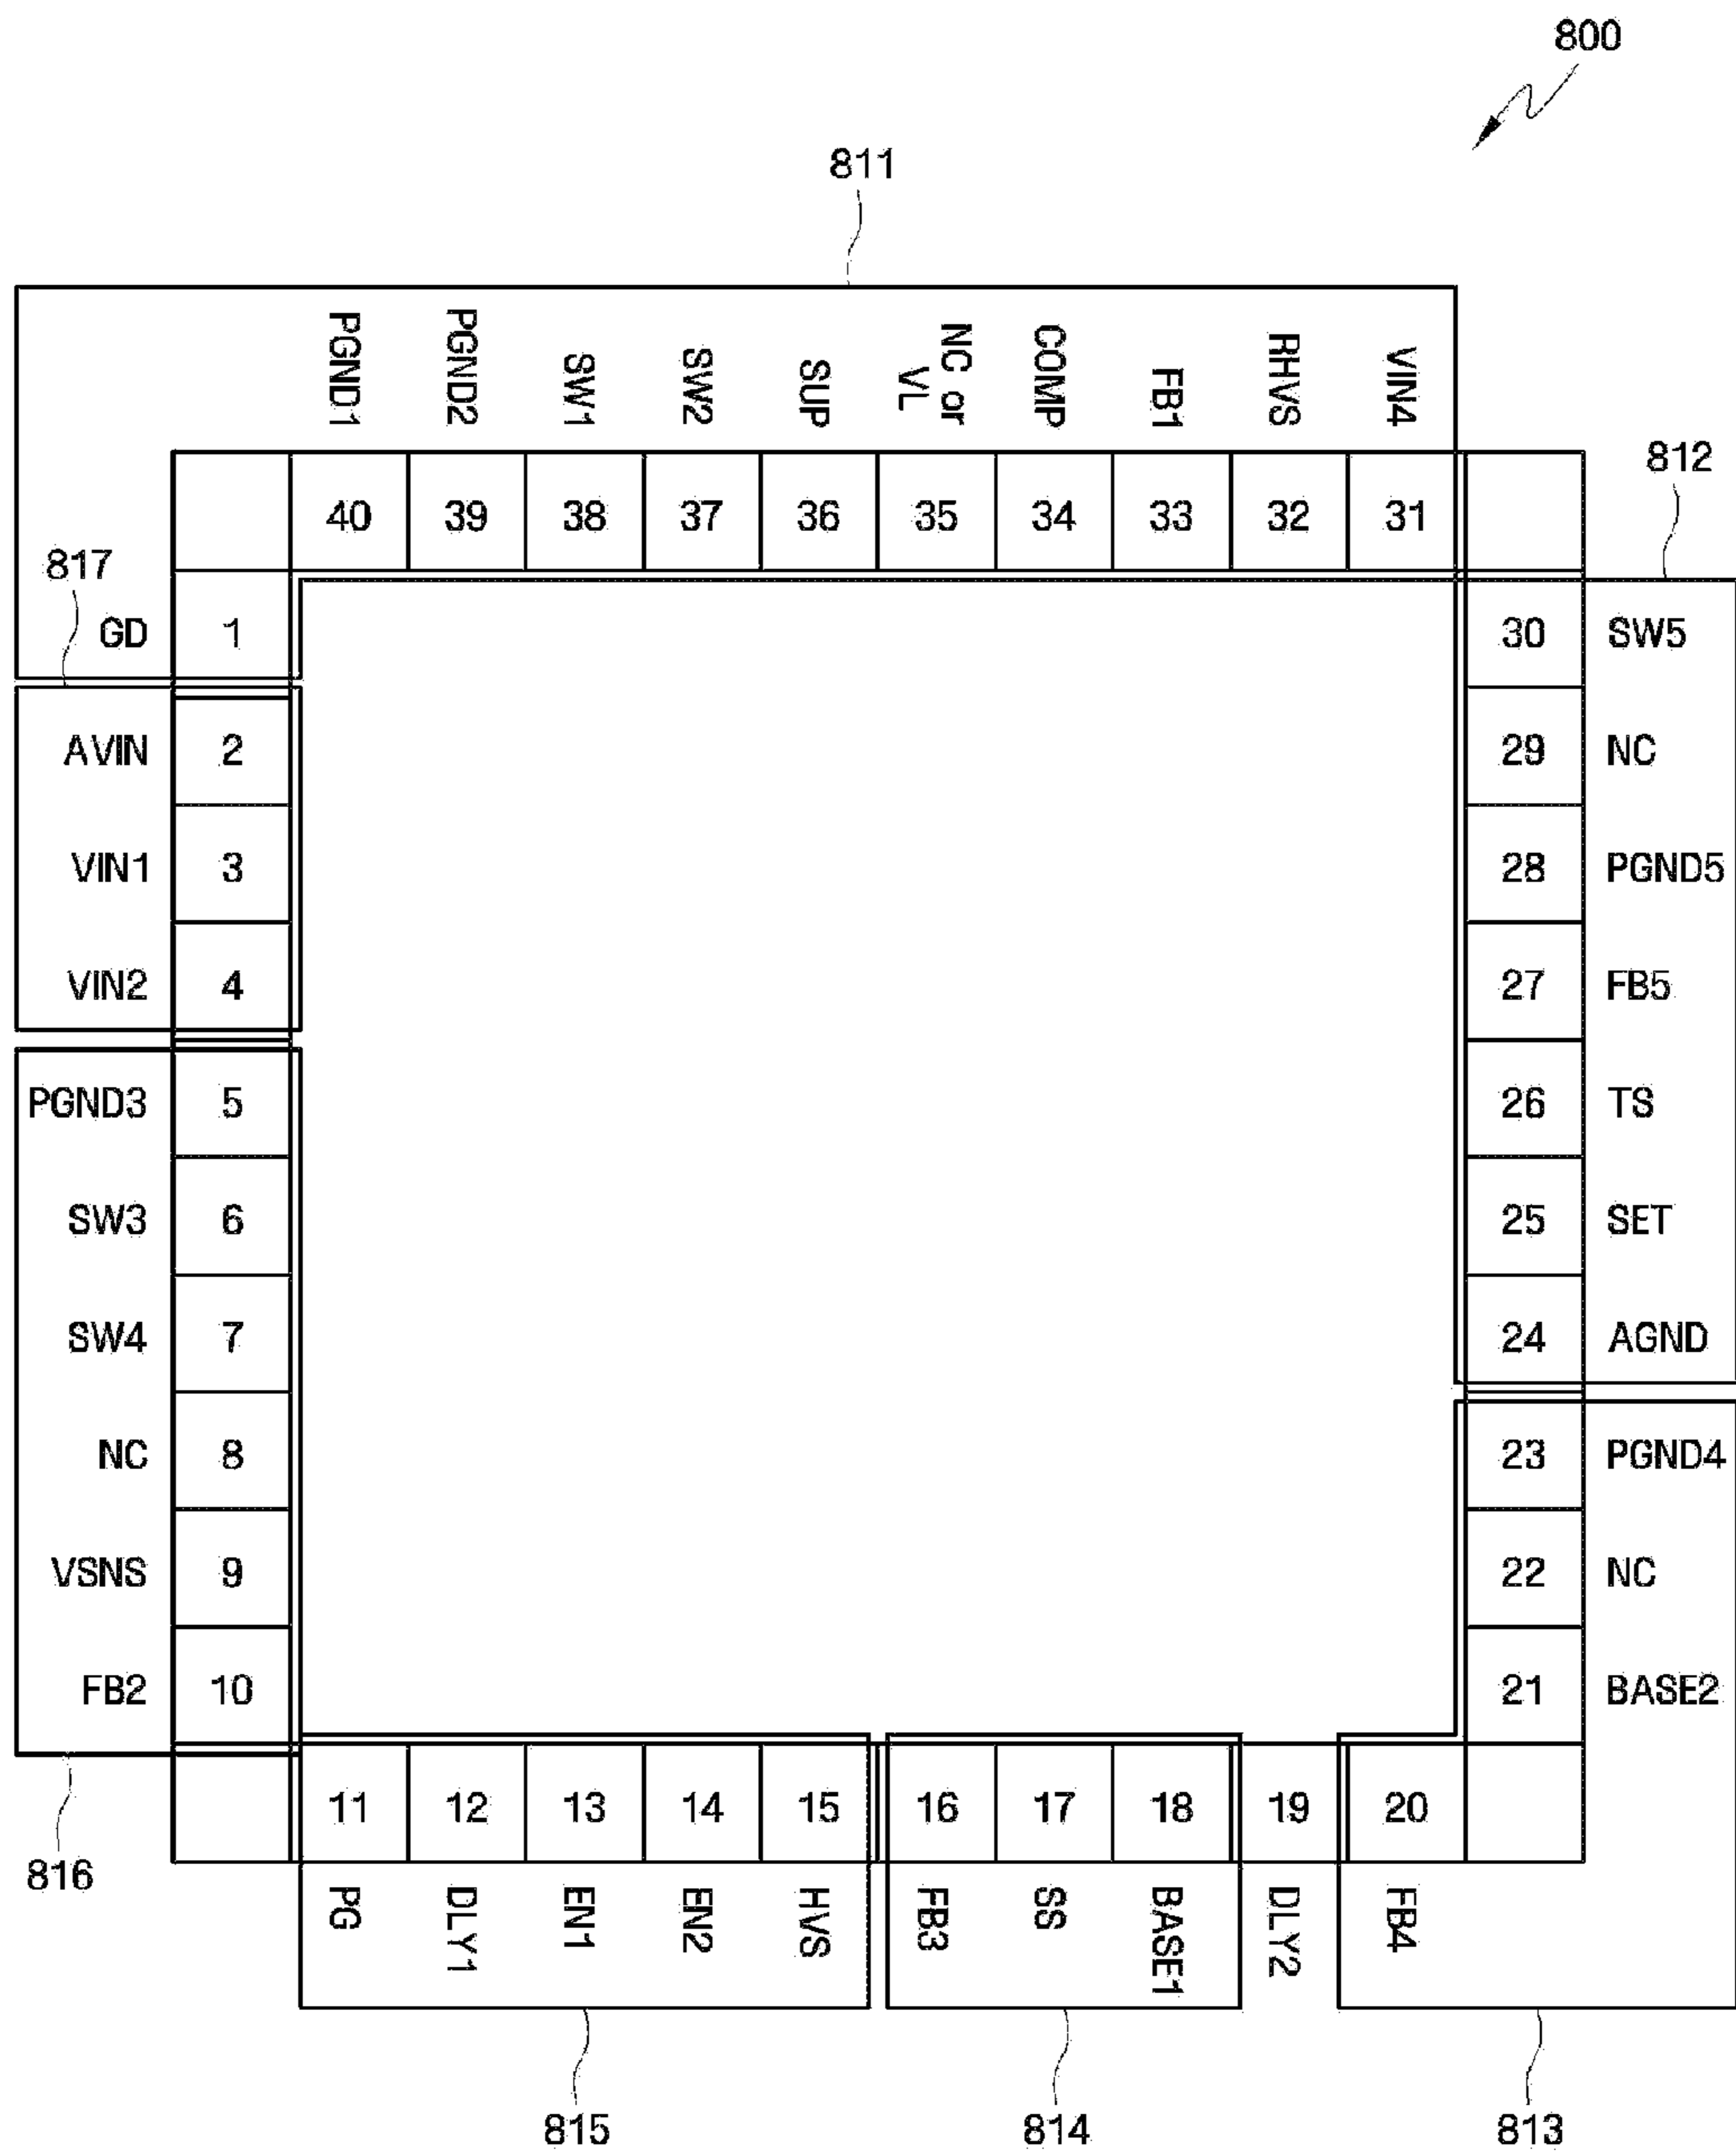 800
811
PGND1
PGND2
SW1
SW2
SUP
NC or
VL
COMP
FB1
RHVS
VIN4
812
40
39
38
37
36
35
34
33
32
31
817
GD
1
30
SW5
AVIN
2
29
NC
VIN1
3
28
PGND5
VIN2
4
27
FB5
PGND3
5
26
TS
SW3
6
25
SET
SW4
7
24
AGND
NC
8
23
PGND4
VSNS
9
22
NC
FB2
10
21
BASE2
11
12
13
14
15
16
17
18
19
20
816
PG
DLY1
EN1
EN2
HVS
FB3
SS
BASE1
DLY2
FB4
815
814
813